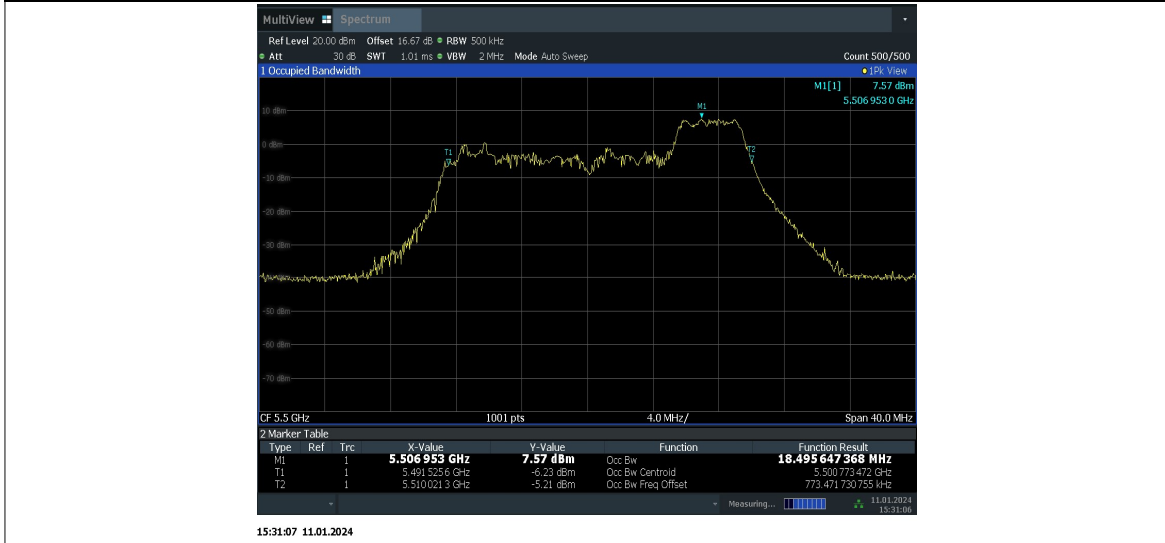 MultiView Spectrum
Ref Level 20.00 dBm Offset 16.67 dB RBW 500 kHz
Att 30 dB SWT 1.01 ms VBW 2 MHz Mode Auto Sweep Count 500/500
1 Occupied Bandwidth 1Pk View
M1[1] 7.57 dBm
5.506 953 0 GHz
M1
10 dBm
0 dBm
T1
T2
-10 dBm
-20 dBm
-30 dBm
-50 dBm
-60 dBm
-70 dBm
CF 5.5 GHz 1001 pts 4.0 MHz/ Span 40.0 MHz
2 Marker Table
Type Ref Trc X-Value Y-Value Function Function Result
M1 1 5.506 953 GHz 7.57 dBm Occ Bw 18.495 647 368 MHz
T1 1 5.491 525 6 GHz -6.23 dBm Occ Bw Centroid 5.500 773 472 GHz
T2 1 5.510 021 3 GHz -5.21 dBm Occ Bw Freq Offset 773.471 730 755 kHz
Measuring... 11.01.2024
15:31:06
15:31:07 11.01.2024